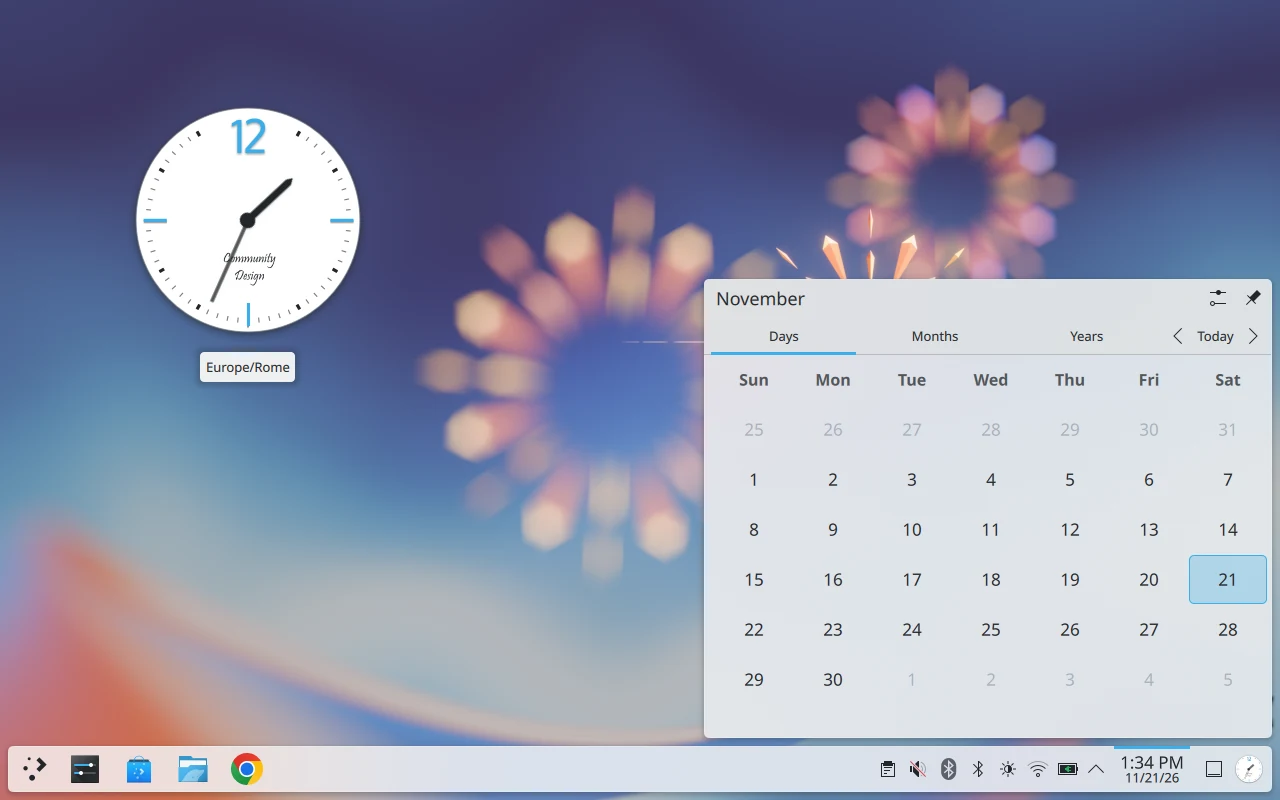 12
Community
Design
Europe/Rome
November
Days Months Years Today
Sun Mon Tue Wed Thu Fri Sat
25 26 27 28 29 30 31
1 2 3 4 5 6 7
8 9 10 11 12 13 14
15 16 17 18 19 20 21
22 23 24 25 26 27 28
29 30 1 2 3 4 5
1:34 PM
11/21/26